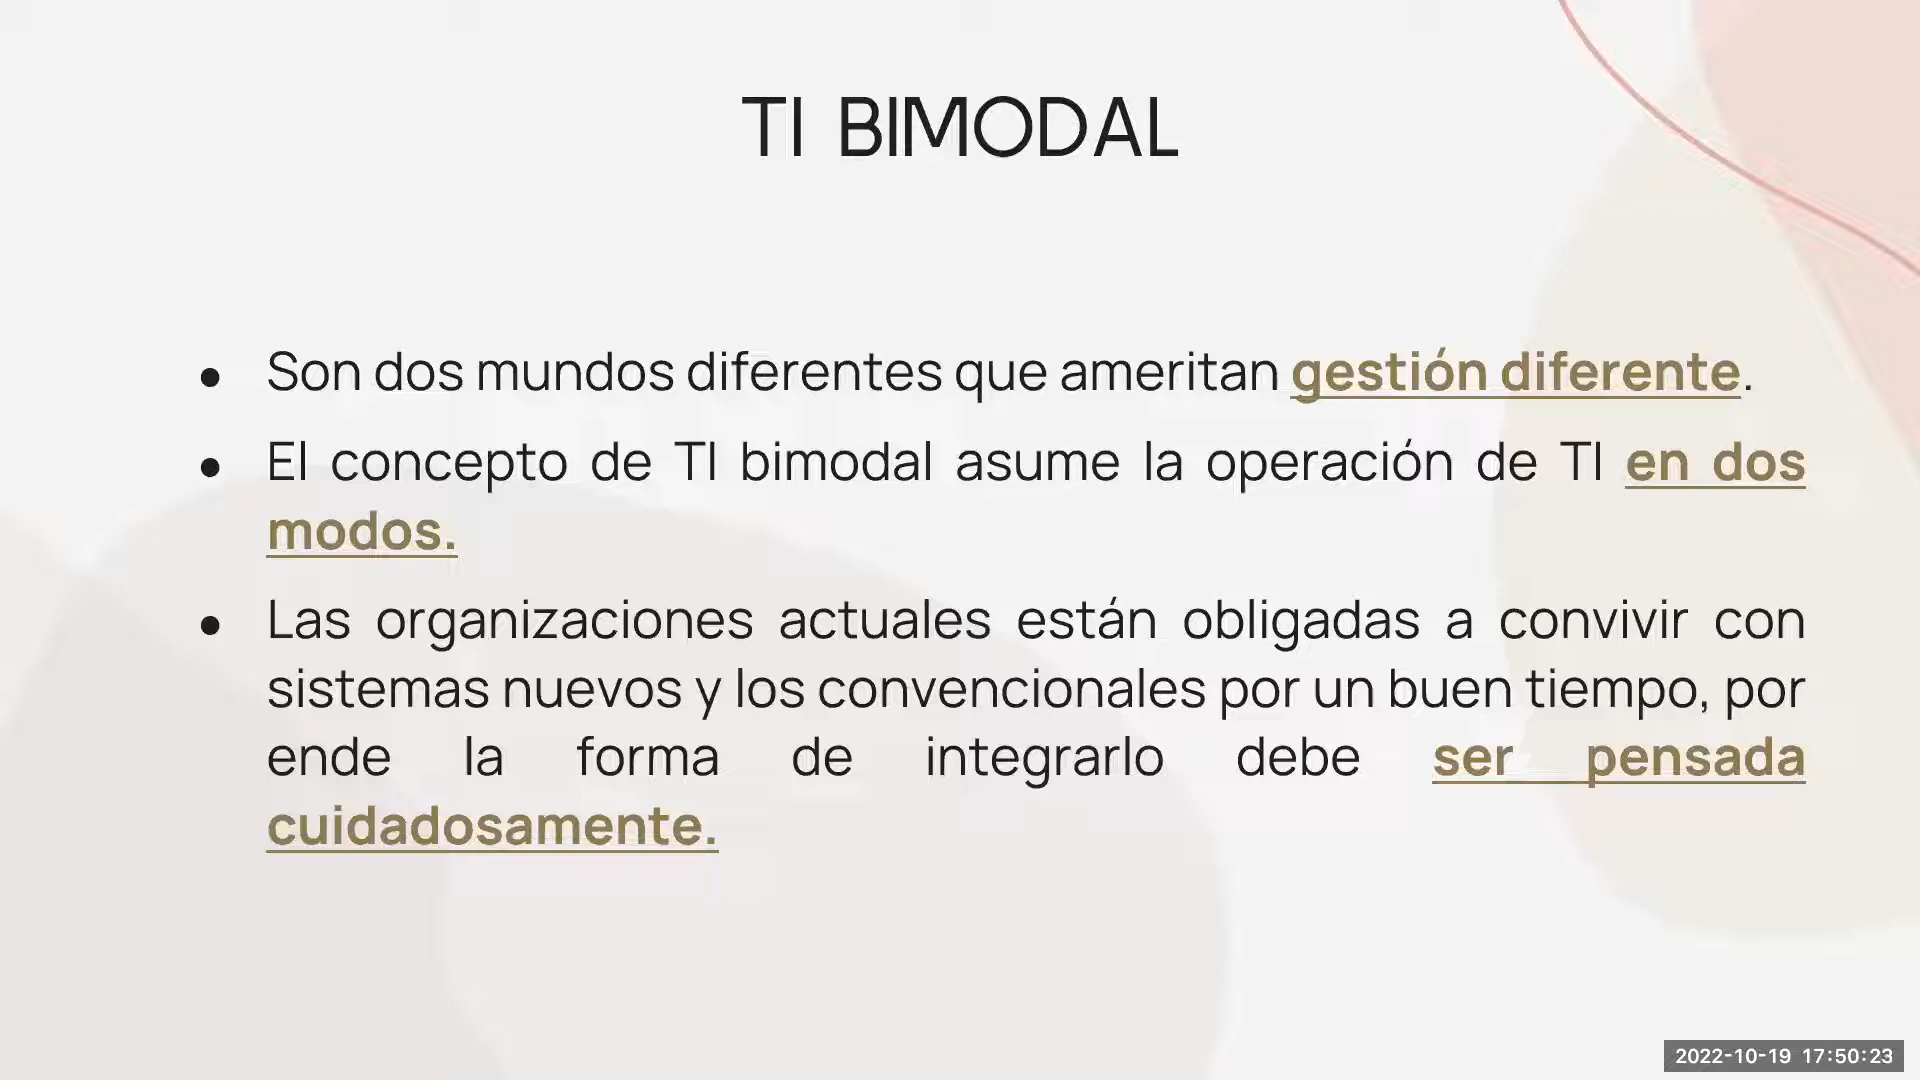 TI BIMODAL
● Son dos mundos diferentes que ameritan gestión diferente.
● El concepto de TI bimodal asume la operación de TI en dos
modos.
● Las organizaciones actuales están obligadas a convivir con
sistemas nuevos y los convencionales por un buen tiempo, por
ende la forma de integrarlo debe ser pensada
cuidadosamente.
2022-10-19 17:50:23